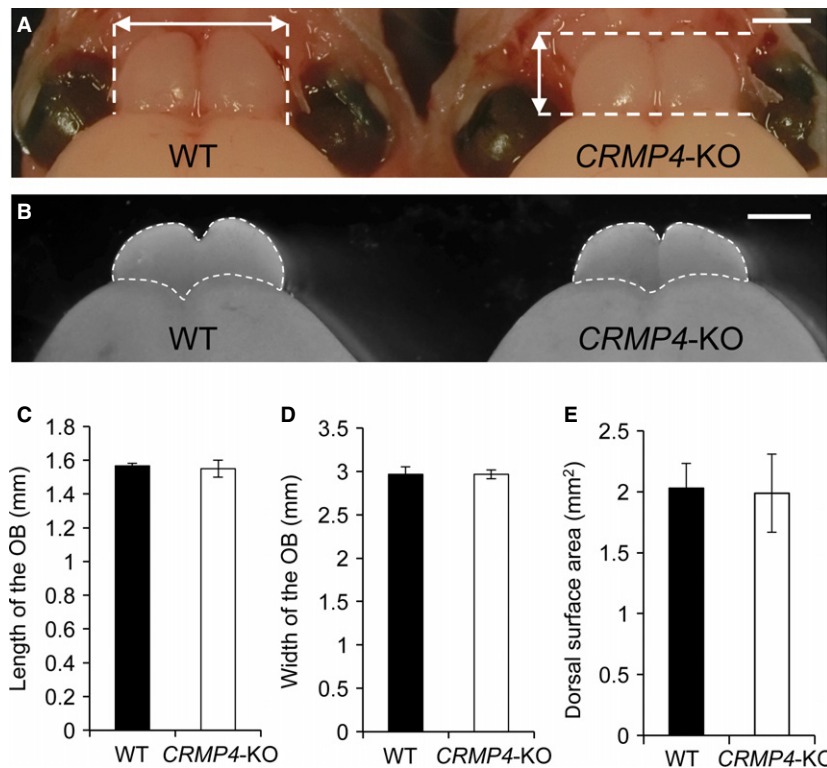 A
WT
CRMP4-KO
B
WT
CRMP4-KO
C
Length of the OB (mm)
1.8
1.6
1.4
1.2
1
0.8
0.6
0.4
0.2
0
WT CRMP4-KO
D
Width of the OB (mm)
3.5
3
2.5
2
1.5
1
0.5
0
WT CRMP4-KO
E
Dorsal surface area (mm²)
2.5
2
1.5
1
0.5
0
WT CRMP4-KO